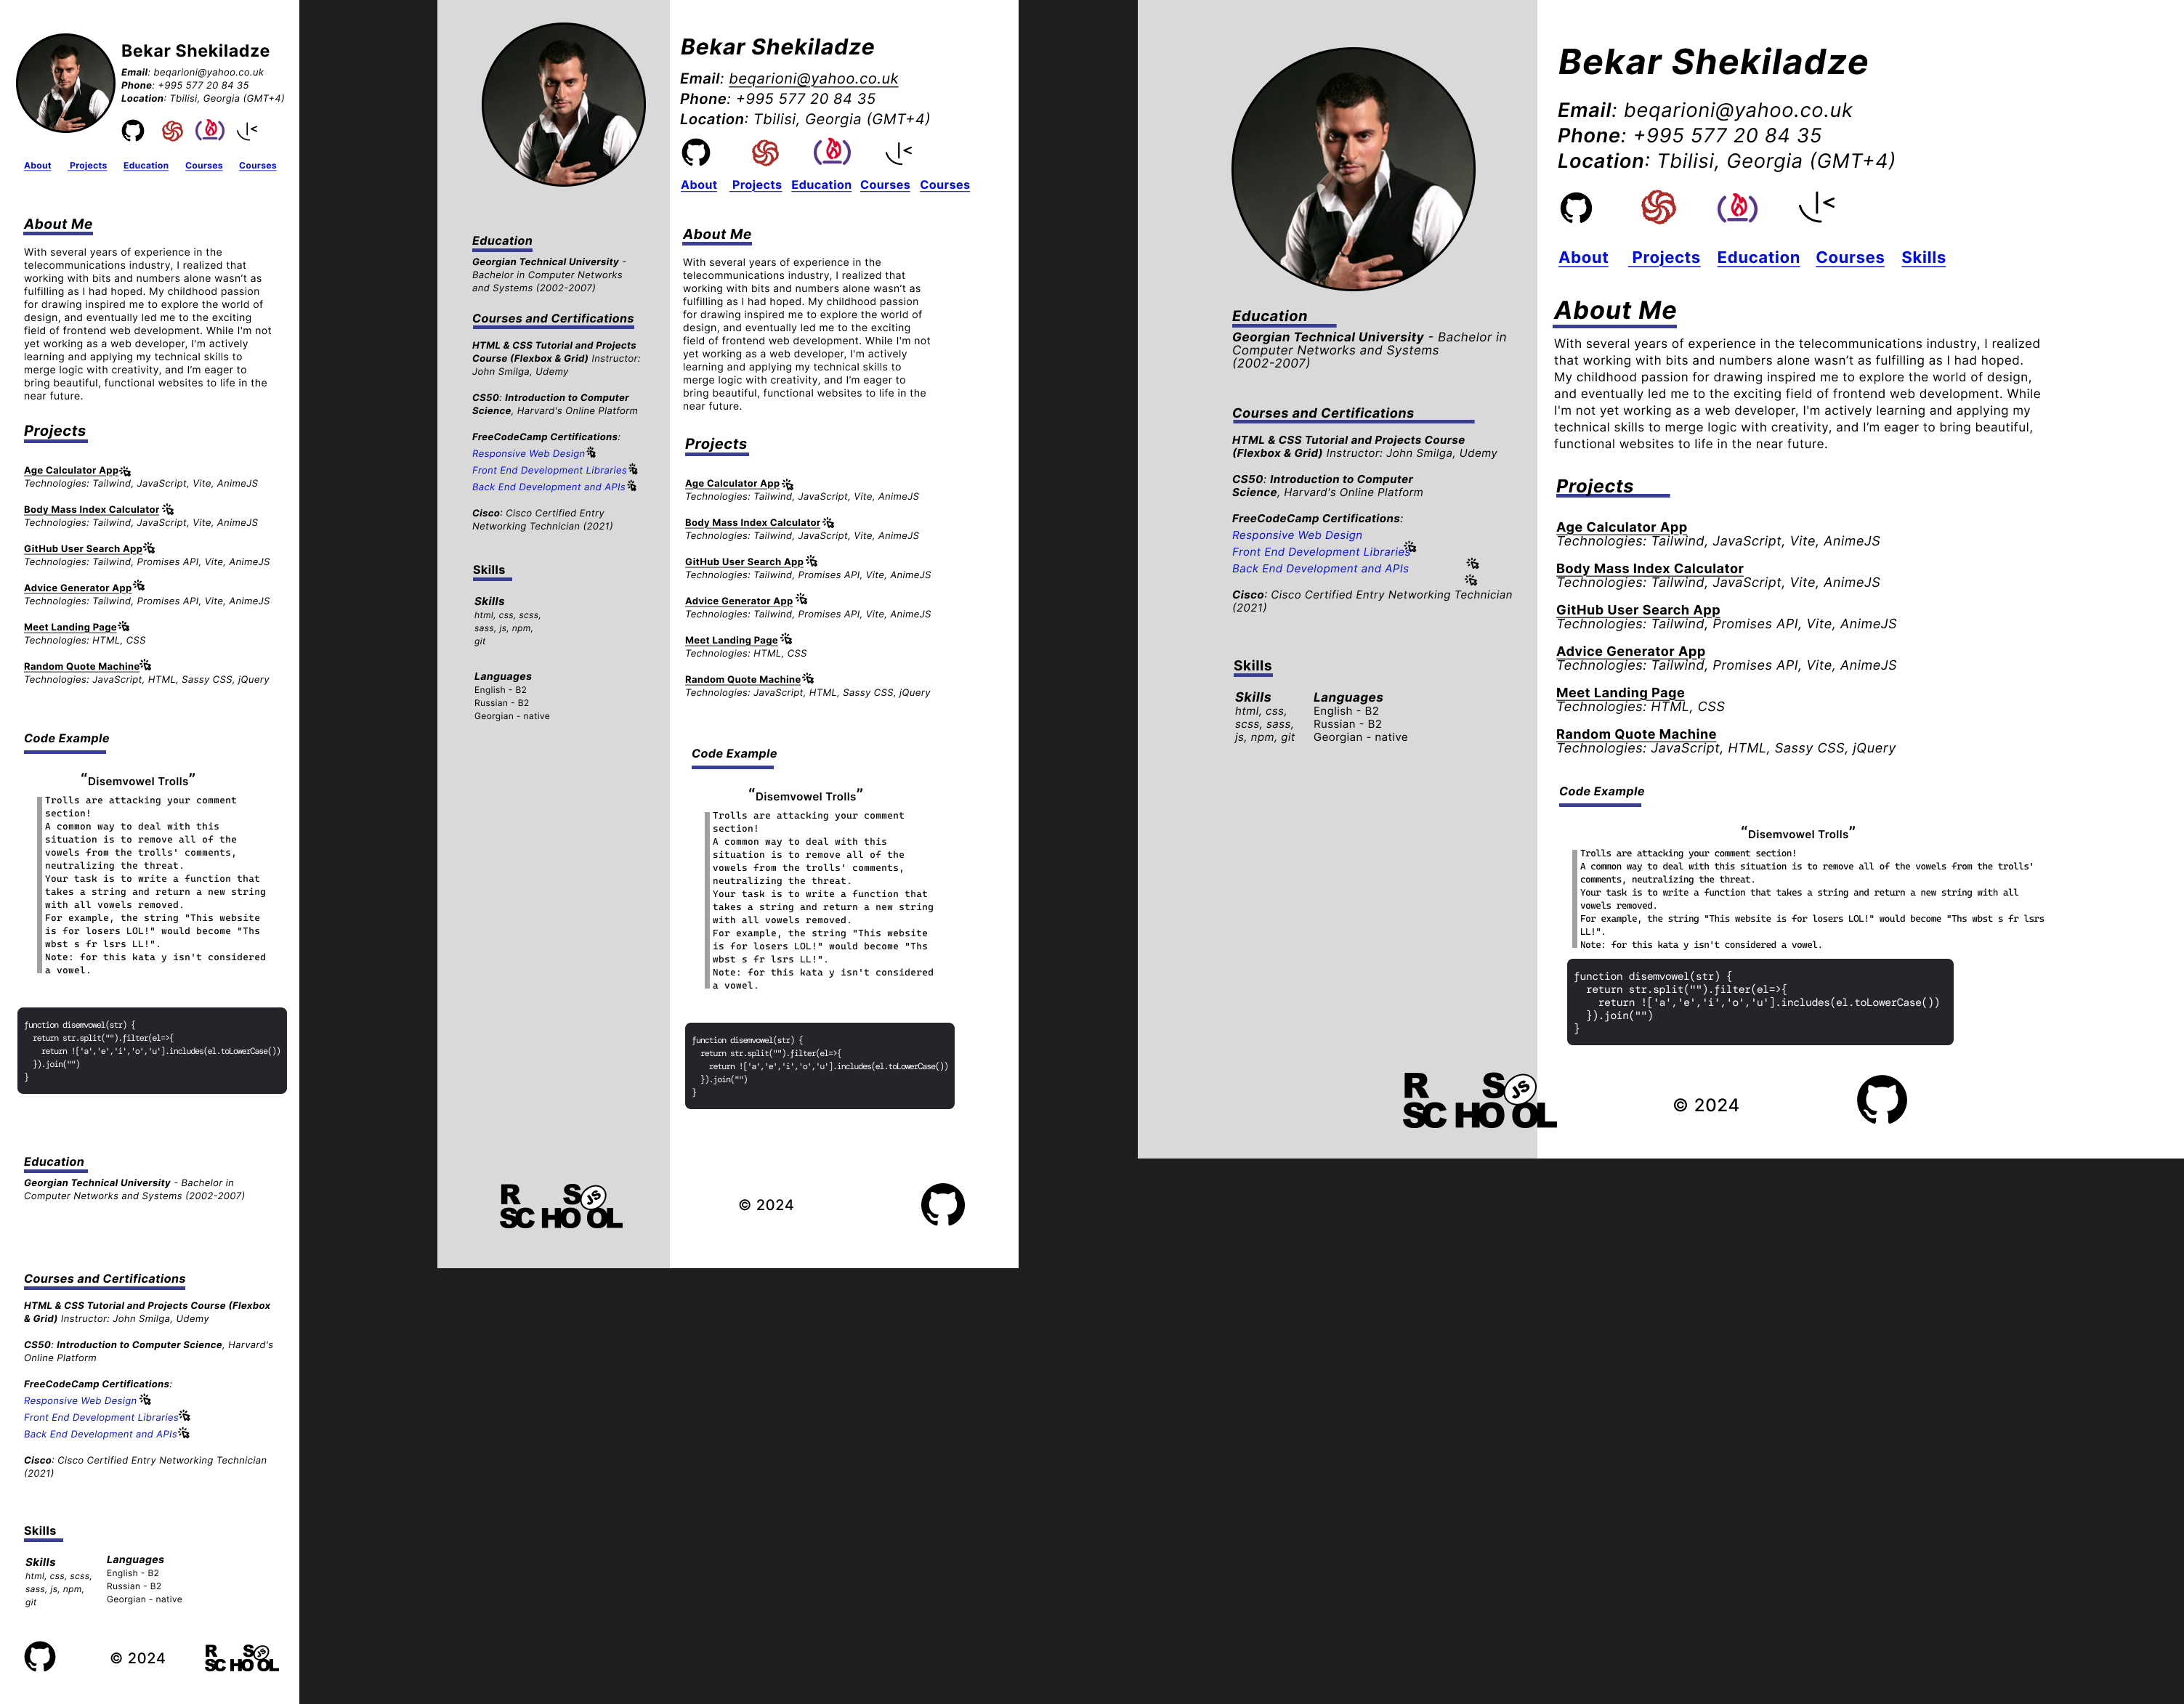 Bekar Shekiladze
Email: beqarioni@yahoo.co.uk
Phone: +995 577 20 84 35
Location: Tbilisi, Georgia (GMT+4)
About Projects Education Courses Courses
About Me
With several years of experience in the
telecommunications industry, I realized that
working with bits and numbers alone wasn’t as
fulfilling as I had hoped. My childhood passion
for drawing inspired me to explore the world of
design, and eventually led me to the exciting
field of frontend web development. While I'm not
yet working as a web developer, I'm actively
learning and applying my technical skills to
merge logic with creativity, and I’m eager to
bring beautiful, functional websites to life in the
near future.
Projects
Age Calculator App
Technologies: Tailwind, JavaScript, Vite, AnimeJS
Body Mass Index Calculator
Technologies: Tailwind, JavaScript, Vite, AnimeJS
GitHub User Search App
Technologies: Tailwind, Promises API, Vite, AnimeJS
Advice Generator App
Technologies: Tailwind, Promises API, Vite, AnimeJS
Meet Landing Page
Technologies: HTML, CSS
Random Quote Machine
Technologies: JavaScript, HTML, Sassy CSS, jQuery
Code Example
“Disemvowel Trolls”
Trolls are attacking your comment
section!
A common way to deal with this
situation is to remove all of the
vowels from the trolls' comments,
neutralizing the threat.
Your task is to write a function that
takes a string and return a new string
with all vowels removed.
For example, the string "This website
is for losers LOL!" would become "Ths
wbst s fr lsrs LL!".
Note: for this kata y isn't considered
a vowel.
function disemvowel(str) {
return str.split("").filter(el=>{
return !['a','e','i','o','u'].includes(el.toLowerCase())
}).join("")
}
Education
Georgian Technical University - Bachelor in
Computer Networks and Systems (2002-2007)
Courses and Certifications
HTML & CSS Tutorial and Projects Course (Flexbox
& Grid) Instructor: John Smilga, Udemy
CS50: Introduction to Computer Science, Harvard's
Online Platform
FreeCodeCamp Certifications:
Responsive Web Design
Front End Development Libraries
Back End Development and APIs
Cisco: Cisco Certified Entry Networking Technician
(2021)
Skills
Skills
html, css, scss,
sass, js, npm,
git
Languages
English - B2
Russian - B2
Georgian - native
© 2024
R S JS
SCHOOL
Education
Georgian Technical University -
Bachelor in Computer Networks
and Systems (2002-2007)
Courses and Certifications
HTML & CSS Tutorial and Projects
Course (Flexbox & Grid) Instructor:
John Smilga, Udemy
CS50: Introduction to Computer
Science, Harvard's Online Platform
FreeCodeCamp Certifications:
Responsive Web Design
Front End Development Libraries
Back End Development and APIs
Cisco: Cisco Certified Entry
Networking Technician (2021)
Skills
Skills
html, css, scss,
sass, js, npm,
git
Languages
English - B2
Russian - B2
Georgian - native
R S JS
SCHOOL
Bekar Shekiladze
Email: beqarioni@yahoo.co.uk
Phone: +995 577 20 84 35
Location: Tbilisi, Georgia (GMT+4)
About Projects Education Courses Courses
About Me
With several years of experience in the
telecommunications industry, I realized that
working with bits and numbers alone wasn’t as
fulfilling as I had hoped. My childhood passion
for drawing inspired me to explore the world of
design, and eventually led me to the exciting
field of frontend web development. While I'm not
yet working as a web developer, I'm actively
learning and applying my technical skills to
merge logic with creativity, and I’m eager to
bring beautiful, functional websites to life in the
near future.
Projects
Age Calculator App
Technologies: Tailwind, JavaScript, Vite, AnimeJS
Body Mass Index Calculator
Technologies: Tailwind, JavaScript, Vite, AnimeJS
GitHub User Search App
Technologies: Tailwind, Promises API, Vite, AnimeJS
Advice Generator App
Technologies: Tailwind, Promises API, Vite, AnimeJS
Meet Landing Page
Technologies: HTML, CSS
Random Quote Machine
Technologies: JavaScript, HTML, Sassy CSS, jQuery
Code Example
“Disemvowel Trolls”
Trolls are attacking your comment
section!
A common way to deal with this
situation is to remove all of the
vowels from the trolls' comments,
neutralizing the threat.
Your task is to write a function that
takes a string and return a new string
with all vowels removed.
For example, the string "This website
is for losers LOL!" would become "Ths
wbst s fr lsrs LL!".
Note: for this kata y isn't considered
a vowel.
function disemvowel(str) {
return str.split("").filter(el=>{
return !['a','e','i','o','u'].includes(el.toLowerCase())
}).join("")
}
© 2024
Education
Georgian Technical University - Bachelor in
Computer Networks and Systems
(2002-2007)
Courses and Certifications
HTML & CSS Tutorial and Projects Course
(Flexbox & Grid) Instructor: John Smilga, Udemy
CS50: Introduction to Computer
Science, Harvard's Online Platform
FreeCodeCamp Certifications:
Responsive Web Design
Front End Development Libraries
Back End Development and APIs
Cisco: Cisco Certified Entry Networking Technician
(2021)
Skills
Skills
html, css,
scss, sass,
js, npm, git
Languages
English - B2
Russian - B2
Georgian - native
R S JS
SCHOOL
Bekar Shekiladze
Email: beqarioni@yahoo.co.uk
Phone: +995 577 20 84 35
Location: Tbilisi, Georgia (GMT+4)
About Projects Education Courses Skills
About Me
With several years of experience in the telecommunications industry, I realized
that working with bits and numbers alone wasn’t as fulfilling as I had hoped.
My childhood passion for drawing inspired me to explore the world of design,
and eventually led me to the exciting field of frontend web development. While
I'm not yet working as a web developer, I'm actively learning and applying my
technical skills to merge logic with creativity, and I’m eager to bring beautiful,
functional websites to life in the near future.
Projects
Age Calculator App
Technologies: Tailwind, JavaScript, Vite, AnimeJS
Body Mass Index Calculator
Technologies: Tailwind, JavaScript, Vite, AnimeJS
GitHub User Search App
Technologies: Tailwind, Promises API, Vite, AnimeJS
Advice Generator App
Technologies: Tailwind, Promises API, Vite, AnimeJS
Meet Landing Page
Technologies: HTML, CSS
Random Quote Machine
Technologies: JavaScript, HTML, Sassy CSS, jQuery
Code Example
“Disemvowel Trolls”
Trolls are attacking your comment section!
A common way to deal with this situation is to remove all of the vowels from the trolls'
comments, neutralizing the threat.
Your task is to write a function that takes a string and return a new string with all
vowels removed.
For example, the string "This website is for losers LOL!" would become "Ths wbst s fr lsrs
LL!".
Note: for this kata y isn't considered a vowel.
function disemvowel(str) {
return str.split("").filter(el=>{
return !['a','e','i','o','u'].includes(el.toLowerCase())
}).join("")
}
© 2024